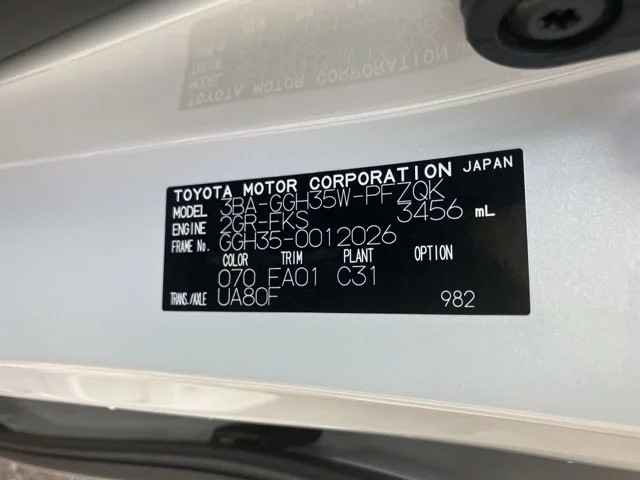 TOYOTA MOTOR CORPORATION JAPAN
MODEL 3BA-GGH35W-PFZQK
ENGINE 2GR-FKS 3456 mL
FRAME No. GGH35-0012026
COLOR TRIM PLANT OPTION
070 EA01 C31
TRANS./AXLE UA80F 982